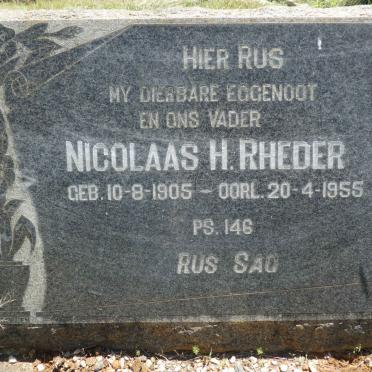 HIER RUS
MY DIERBARE EGGENOOT
EN ONS VADER
NICOLAAS H. RHEDER
GEB. 10-8-1905 – OORL. 20-4-1955
PS. 146
RUS SAG